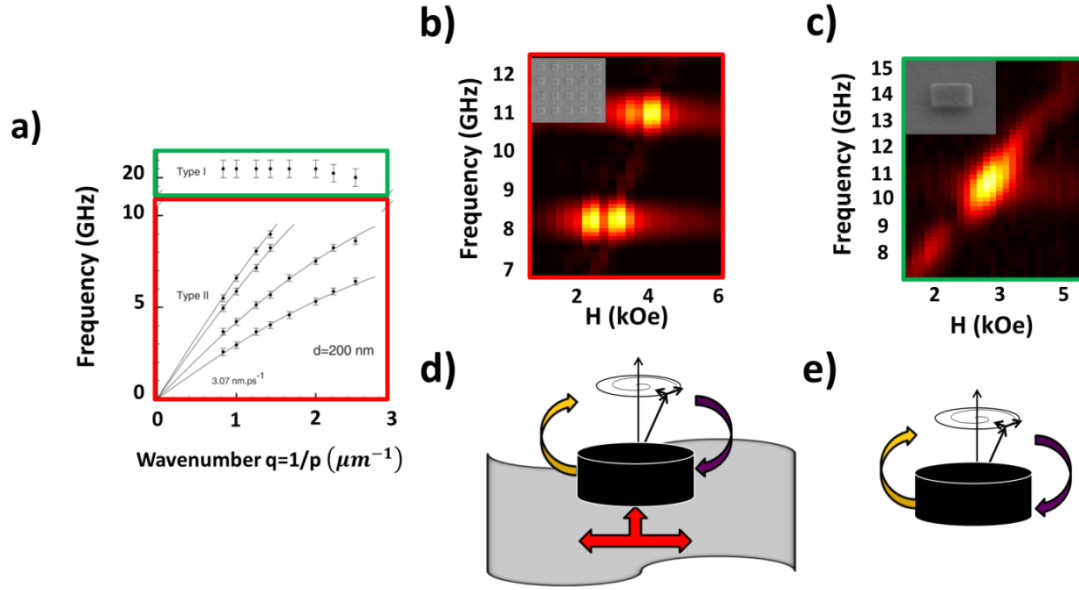 a)
Frequency (GHz)
20
10
5
0
Type I
Type II
d=200 nm
3.07 nm.ps⁻¹
0 1 2 3
Wavenumber q=1/p (μm⁻¹)
b)
Frequency (GHz)
12
11
10
9
8
7
2 4 6
H (kOe)
c)
Frequency (GHz)
15
14
13
12
11
10
9
8
2 3 5
H (kOe)
d)
e)